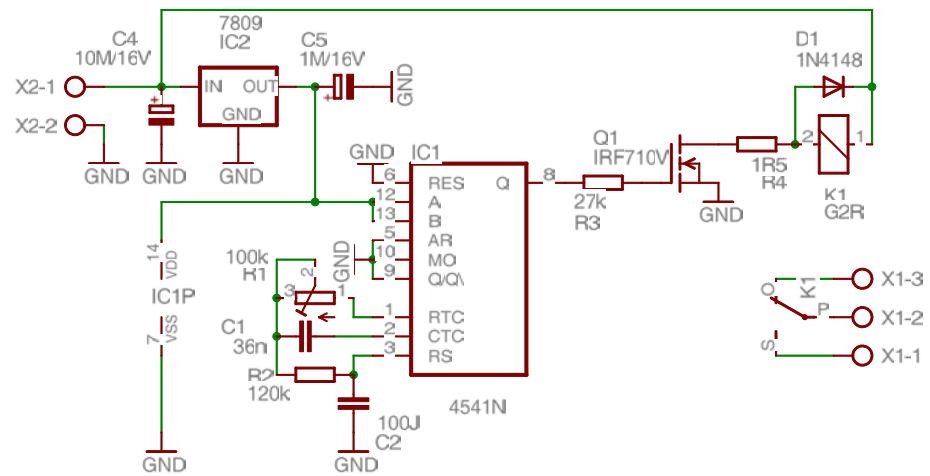 7809
IC2
C4
10M/16V
C5
1M/16V
D1
1N4148
X2-1
IN OUT
GND
GND
X2-2
GND
GND
GND
2
1
K1
G2R
Q1
IRF710V
1R5
R4
GND
IC1
GND
6
RES
Q
8
27k
R3
12
A
13
B
5
AR
GND
10
MO
9
Q/Q\
14
VDD
IC1P
7
VSS
100k
R1
2
3
1
1
RTC
C1
36n
2
CTC
3
RS
R2
120k
4541N
C2
GND
GND
O
K1
P
S
X1-3
X1-2
X1-1